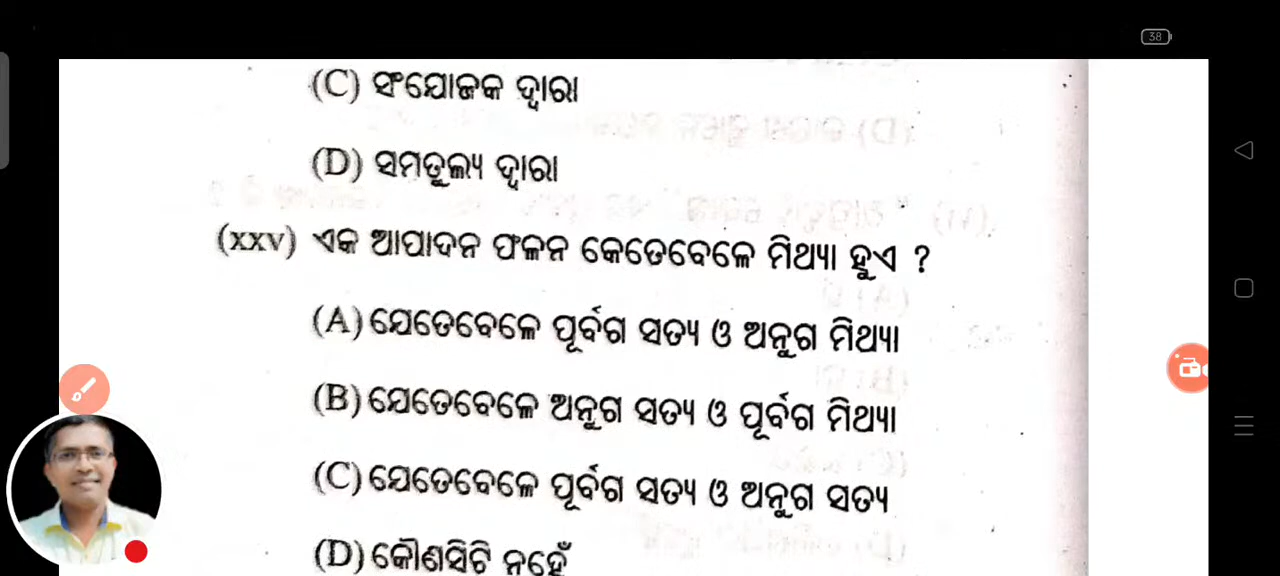 38
(C) ସଂଯୋଜକ ଦ୍ୱାରା
(D) ସମତୁଲ୍ୟ ଦ୍ୱାରା
(xxv) ଏକ ଆପାଦନ ଫଳନ କେତେବେଳେ ମିଥ୍ୟା ହୁଏ ?
(A) ଯେତେବେଳେ ପୂର୍ବଗ ସତ୍ୟ ଓ ଅନୁଗ ମିଥ୍ୟା
(B) ଯେତେବେଳେ ଅନୁଗ ସତ୍ୟ ଓ ପୂର୍ବଗ ମିଥ୍ୟା
(C) ଯେତେବେଳେ ପୂର୍ବଗ ସତ୍ୟ ଓ ଅନୁଗ ସତ୍ୟ
(D) କୌଣସିଟି ନହେଁ